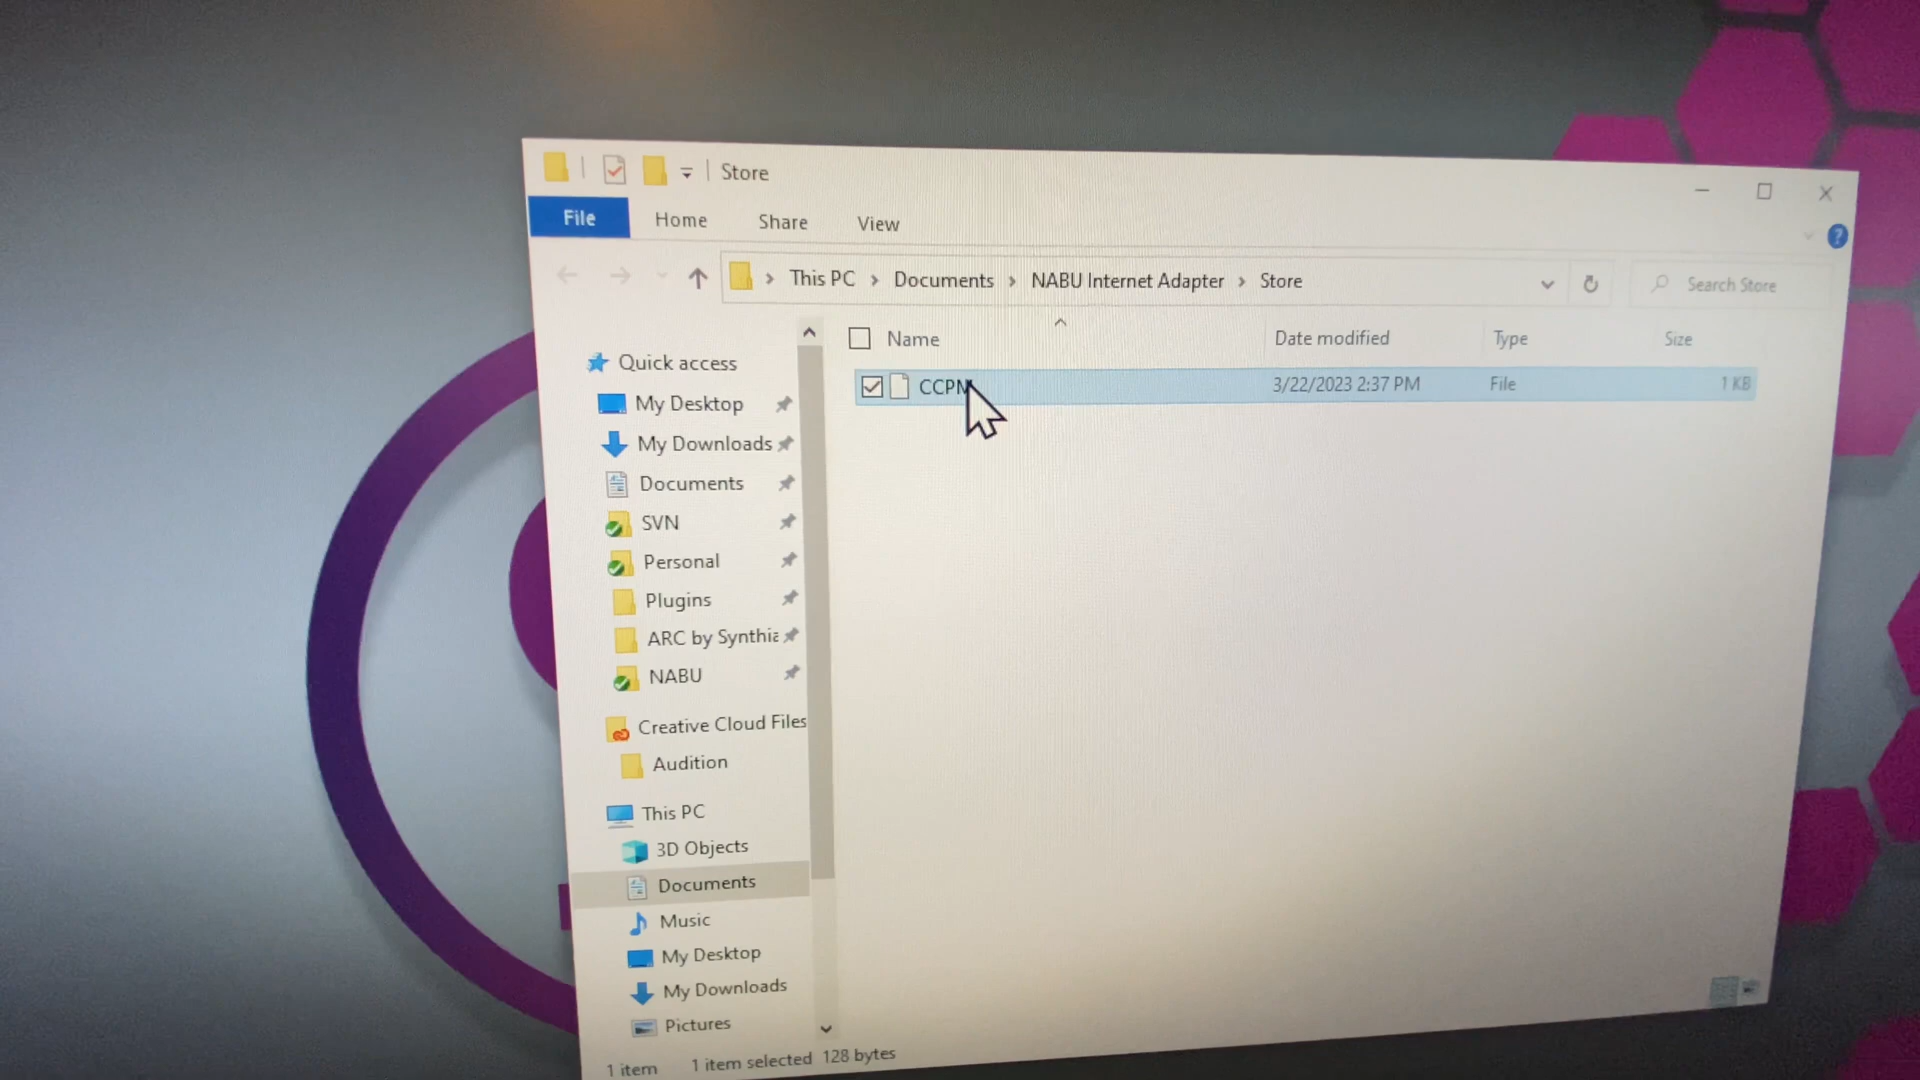 Store
File Home Share View
This PC Documents NABU Internet Adapter Store
Search Store
Name Date modified Type Size
3/22/2023 2:37 PM File 1 KB
Quick access
My Desktop
My Downloads
Documents
SVN
Personal
Plugins
ARC by Synthia
NABU
Creative Cloud Files
Audition
This PC
3D Objects
Documents
Music
My Desktop
My Downloads
Pictures
1 item 1 item selected 128 bytes